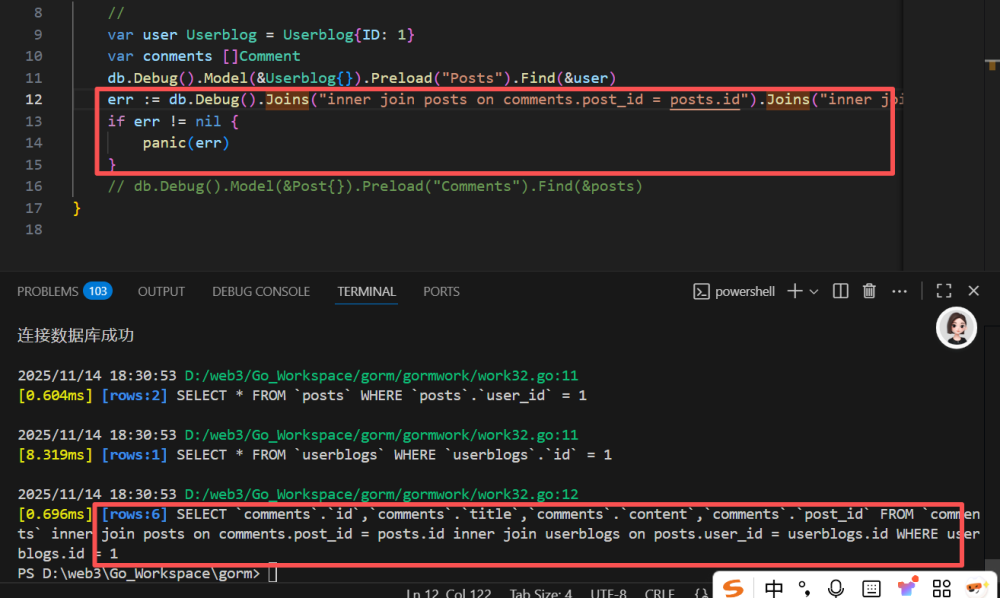 8 //
9 var user Userblog = Userblog{ID: 1}
10 var conments []Comment
11 db.Debug().Model(&Userblog{}).Preload("Posts").Find(&user)
12 err := db.Debug().Joins("inner join posts on comments.post_id = posts.id").Joins("inner joi
13 if err != nil {
14 panic(err)
15 }
16 // db.Debug().Model(&Post{}).Preload("Comments").Find(&posts)
17 }
18
PROBLEMS 103 OUTPUT DEBUG CONSOLE TERMINAL PORTS powershell
连接数据库成功
2025/11/14 18:30:53 D:/web3/Go_Workspace/gorm/gormwork/work32.go:11
[0.604ms] [rows:2] SELECT * FROM `posts` WHERE `posts`.`user_id` = 1
2025/11/14 18:30:53 D:/web3/Go_Workspace/gorm/gormwork/work32.go:11
[8.319ms] [rows:1] SELECT * FROM `userblogs` WHERE `userblogs`.`id` = 1
2025/11/14 18:30:53 D:/web3/Go_Workspace/gorm/gormwork/work32.go:12
[0.696ms] [rows:6] SELECT `comments`.`id`,`comments`.`title`,`comments`.`content`,`comments`.`post_id` FROM `commen
ts` inner join posts on comments.post_id = posts.id inner join userblogs on posts.user_id = userblogs.id WHERE user
blogs.id = 1
PS D:\web3\Go_Workspace\gorm>
Ln 12, Col 122 Tab Size: 4 UTF-8 CRLF {}
S 中